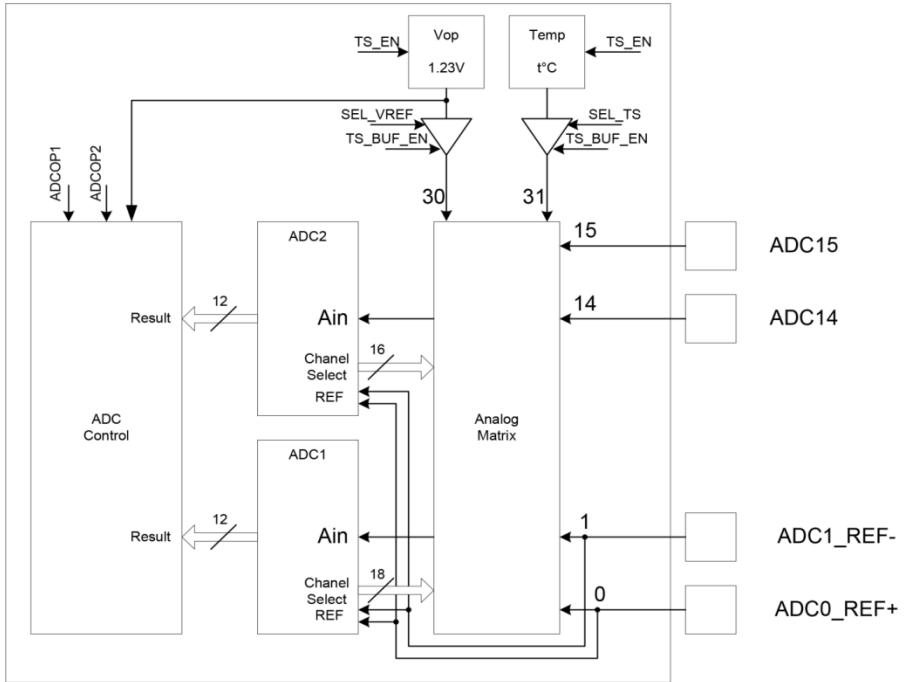 TS_EN
Vop
1.23V
Temp
t°C
TS_EN
SEL_VREF
TS_BUF_EN
SEL_TS
TS_BUF_EN
ADCOP1
ADCOP2
30
31
15
ADC15
14
ADC14
ADC2
12
Result
Ain
Chanel
Select
16
REF
ADC
Control
Analog
Matrix
ADC1
12
Result
Ain
Chanel
Select
18
REF
1
ADC1_REF-
0
ADC0_REF+